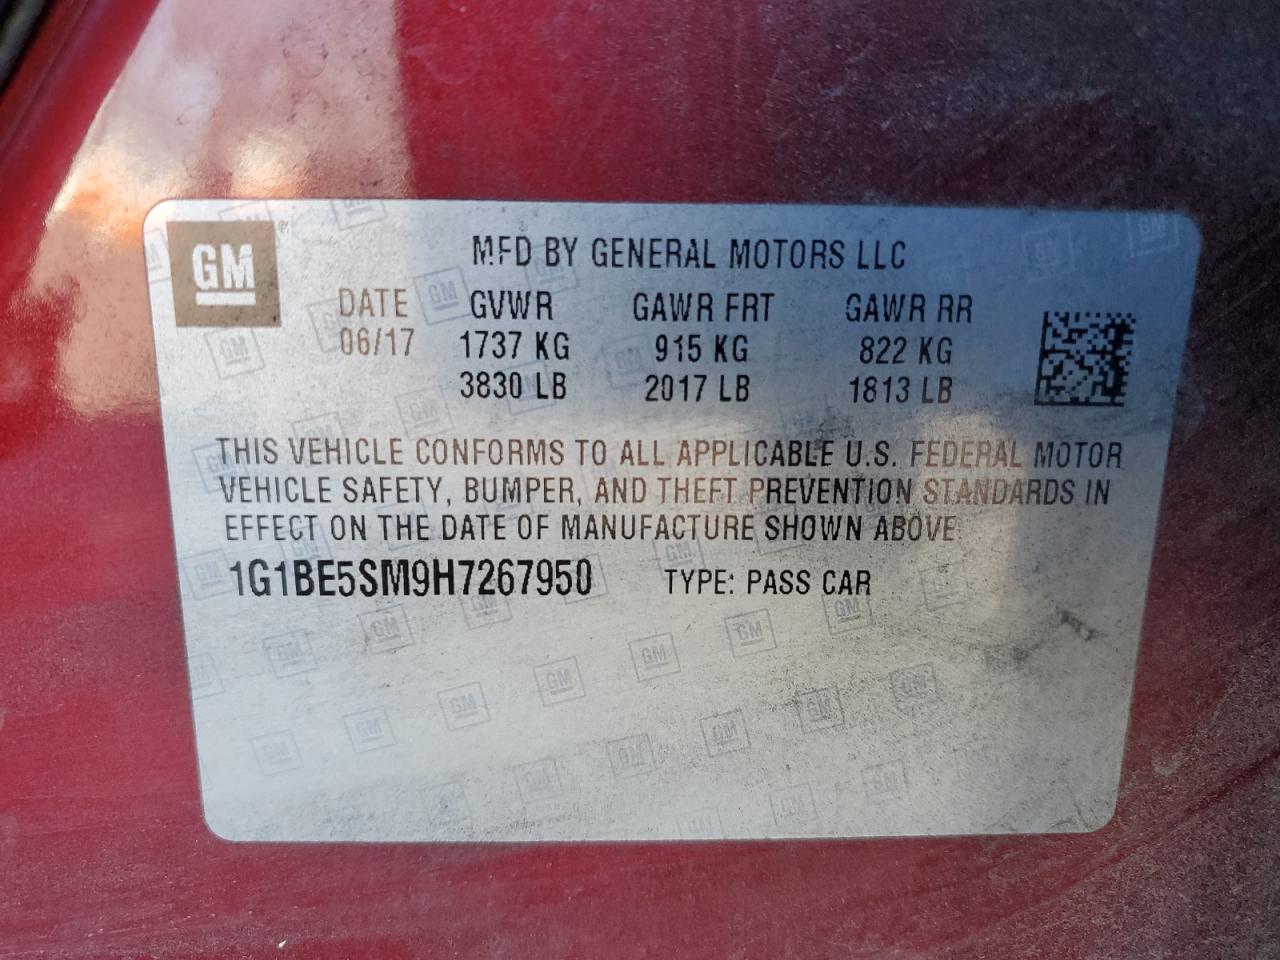 GM
MFD BY GENERAL MOTORS LLC
DATE GVWR GAWR FRT GAWR RR
06/17 1737 KG 915 KG 822 KG
3830 LB 2017 LB 1813 LB
THIS VEHICLE CONFORMS TO ALL APPLICABLE U.S. FEDERAL MOTOR
VEHICLE SAFETY, BUMPER, AND THEFT PREVENTION STANDARDS IN
EFFECT ON THE DATE OF MANUFACTURE SHOWN ABOVE.
1G1BE5SM9H7267950 TYPE: PASS CAR